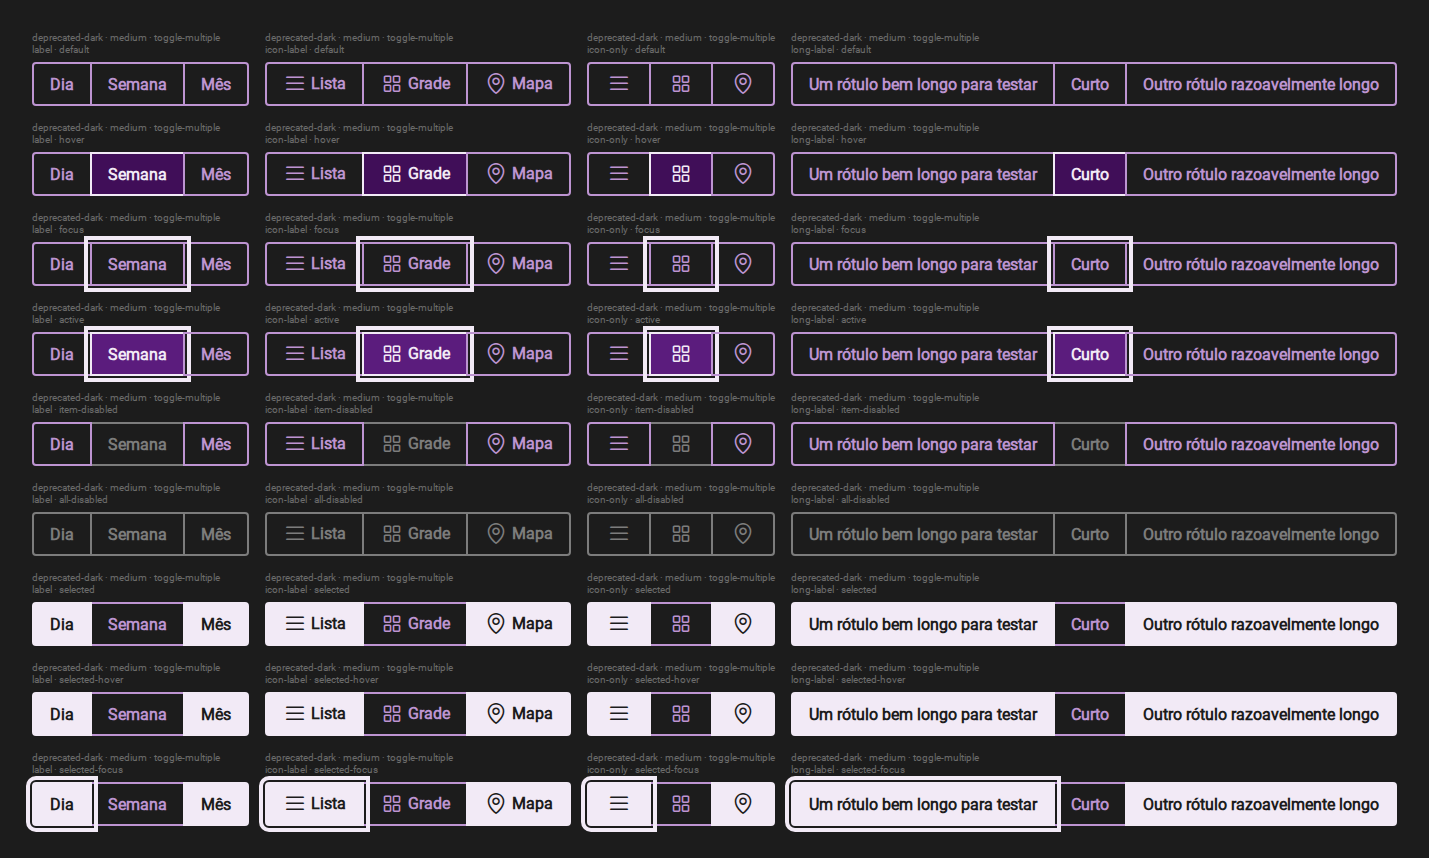 deprecated-dark · medium · toggle-multiple
label · default
Dia Semana Mês
deprecated-dark · medium · toggle-multiple
icon-label · default
Lista Grade Mapa
deprecated-dark · medium · toggle-multiple
icon-only · default
deprecated-dark · medium · toggle-multiple
long-label · default
Um rótulo bem longo para testar Curto Outro rótulo razoavelmente longo
deprecated-dark · medium · toggle-multiple
label · hover
Dia Semana Mês
deprecated-dark · medium · toggle-multiple
icon-label · hover
Lista Grade Mapa
deprecated-dark · medium · toggle-multiple
icon-only · hover
deprecated-dark · medium · toggle-multiple
long-label · hover
Um rótulo bem longo para testar Curto Outro rótulo razoavelmente longo
deprecated-dark · medium · toggle-multiple
label · focus
Dia Semana Mês
deprecated-dark · medium · toggle-multiple
icon-label · focus
Lista Grade Mapa
deprecated-dark · medium · toggle-multiple
icon-only · focus
deprecated-dark · medium · toggle-multiple
long-label · focus
Um rótulo bem longo para testar Curto Outro rótulo razoavelmente longo
deprecated-dark · medium · toggle-multiple
label · active
Dia Semana Mês
deprecated-dark · medium · toggle-multiple
icon-label · active
Lista Grade Mapa
deprecated-dark · medium · toggle-multiple
icon-only · active
deprecated-dark · medium · toggle-multiple
long-label · active
Um rótulo bem longo para testar Curto Outro rótulo razoavelmente longo
deprecated-dark · medium · toggle-multiple
label · item-disabled
Dia Semana Mês
deprecated-dark · medium · toggle-multiple
icon-label · item-disabled
Lista Grade Mapa
deprecated-dark · medium · toggle-multiple
icon-only · item-disabled
deprecated-dark · medium · toggle-multiple
long-label · item-disabled
Um rótulo bem longo para testar Curto Outro rótulo razoavelmente longo
deprecated-dark · medium · toggle-multiple
label · all-disabled
Dia Semana Mês
deprecated-dark · medium · toggle-multiple
icon-label · all-disabled
Lista Grade Mapa
deprecated-dark · medium · toggle-multiple
icon-only · all-disabled
deprecated-dark · medium · toggle-multiple
long-label · all-disabled
Um rótulo bem longo para testar Curto Outro rótulo razoavelmente longo
deprecated-dark · medium · toggle-multiple
label · selected
Dia Semana Mês
deprecated-dark · medium · toggle-multiple
icon-label · selected
Lista Grade Mapa
deprecated-dark · medium · toggle-multiple
icon-only · selected
deprecated-dark · medium · toggle-multiple
long-label · selected
Um rótulo bem longo para testar Curto Outro rótulo razoavelmente longo
deprecated-dark · medium · toggle-multiple
label · selected-hover
Dia Semana Mês
deprecated-dark · medium · toggle-multiple
icon-label · selected-hover
Lista Grade Mapa
deprecated-dark · medium · toggle-multiple
icon-only · selected-hover
deprecated-dark · medium · toggle-multiple
long-label · selected-hover
Um rótulo bem longo para testar Curto Outro rótulo razoavelmente longo
deprecated-dark · medium · toggle-multiple
label · selected-focus
Dia Semana Mês
deprecated-dark · medium · toggle-multiple
icon-label · selected-focus
Lista Grade Mapa
deprecated-dark · medium · toggle-multiple
icon-only · selected-focus
deprecated-dark · medium · toggle-multiple
long-label · selected-focus
Um rótulo bem longo para testar Curto Outro rótulo razoavelmente longo